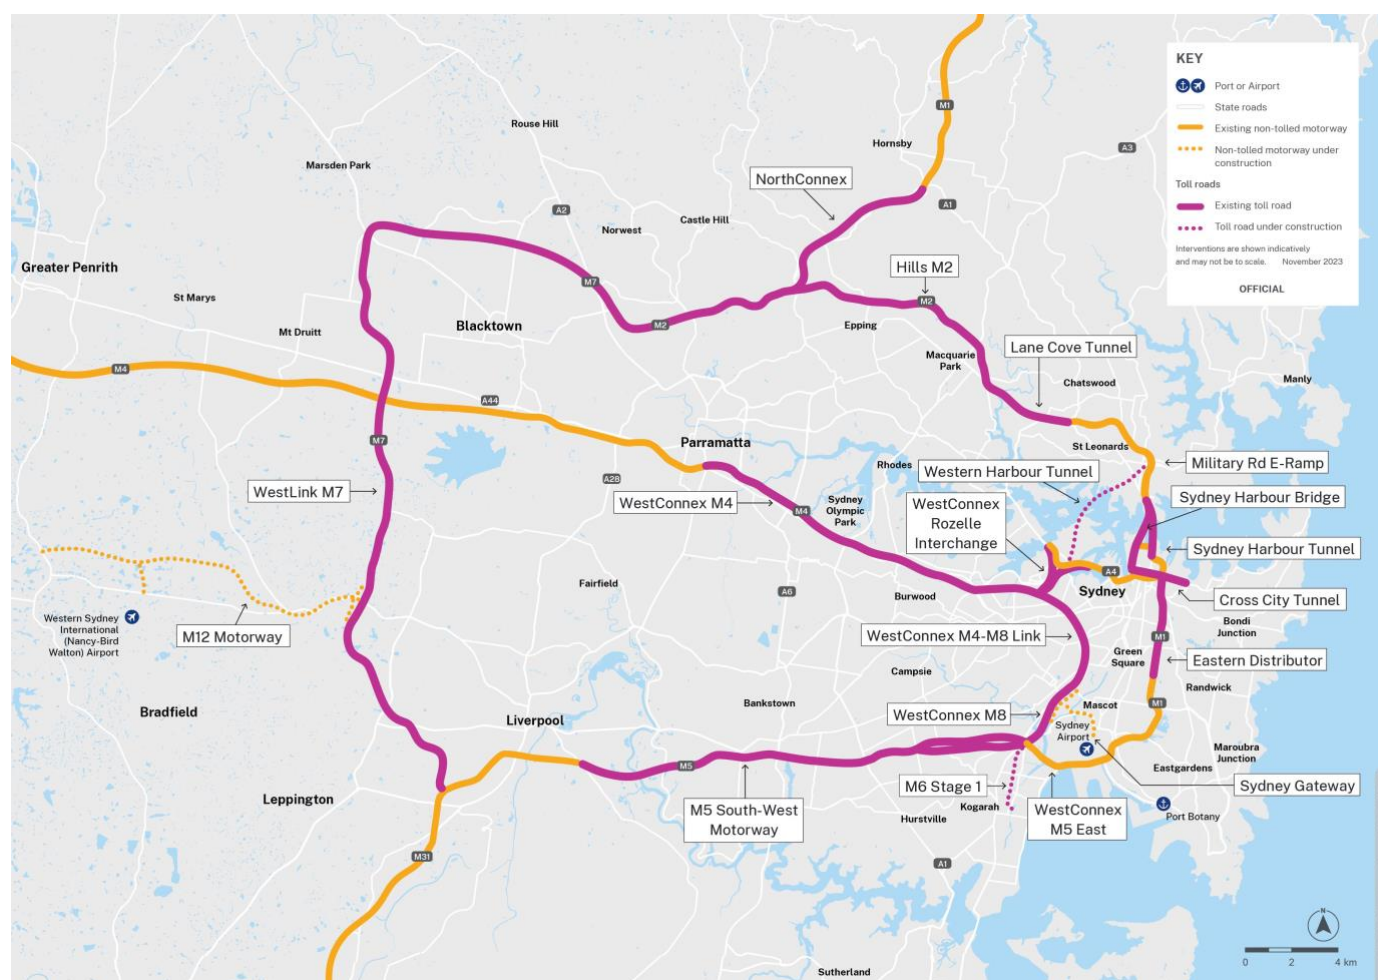 KEY
Port or Airport
State roads
Existing non-tolled motorway
Non-tolled motorway under
construction
Toll roads
Existing toll road
Toll road under construction
Interventions are shown indicatively
and may not be to scale. November 2023
OFFICIAL
M1
Rouse Hill
Hornsby
A3
Marsden Park
NorthConnex
A1
A2
Castle Hill
Norwest
Greater Penrith
Hills M2
M7
St Marys
M2
Mt Druitt
Blacktown
M2
Epping
Lane Cove Tunnel
Macquarie
Park
M4
Chatswood
Manly
A44
M7
Parramatta
St Leonards
Rhodes
Western Harbour Tunnel
Military Rd E-Ramp
A28
WestLink M7
WestConnex M4
Sydney
Olympic
Park
M4
WestConnex
Rozelle
Interchange
Sydney Harbour Bridge
Sydney Harbour Tunnel
Fairfield
A6
Burwood
A4
Sydney
Cross City Tunnel
Western Sydney
International
(Nancy-Bird
Walton) Airport
M12 Motorway
WestConnex M4-M8 Link
M1
Bondi
Junction
Green
Square
Eastern Distributor
Campsie
Randwick
Bradfield
Liverpool
Bankstown
WestConnex M8
Mascot
M1
Sydney
Airport
Maroubra
Junction
M5
Eastgardens
Leppington
M5 South-West
Motorway
M6 Stage 1
Kogarah
Hurstville
WestConnex
M5 East
Sydney Gateway
Port Botany
M31
A1
Sutherland
N
0 2 4 km